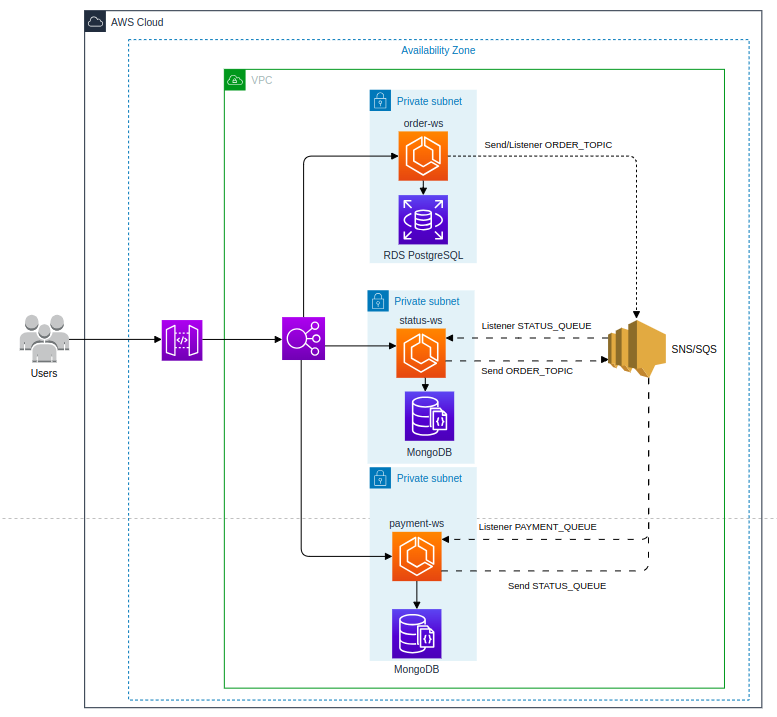 AWS Cloud
Availability Zone
VPC
Private subnet
order-ws
Send/Listener ORDER_TOPIC
RDS PostgreSQL
Private subnet
status-ws
Listener STATUS_QUEUE
Send ORDER_TOPIC
SNS/SQS
Users
MongoDB
Private subnet
payment-ws
Listener PAYMENT_QUEUE
Send STATUS_QUEUE
MongoDB